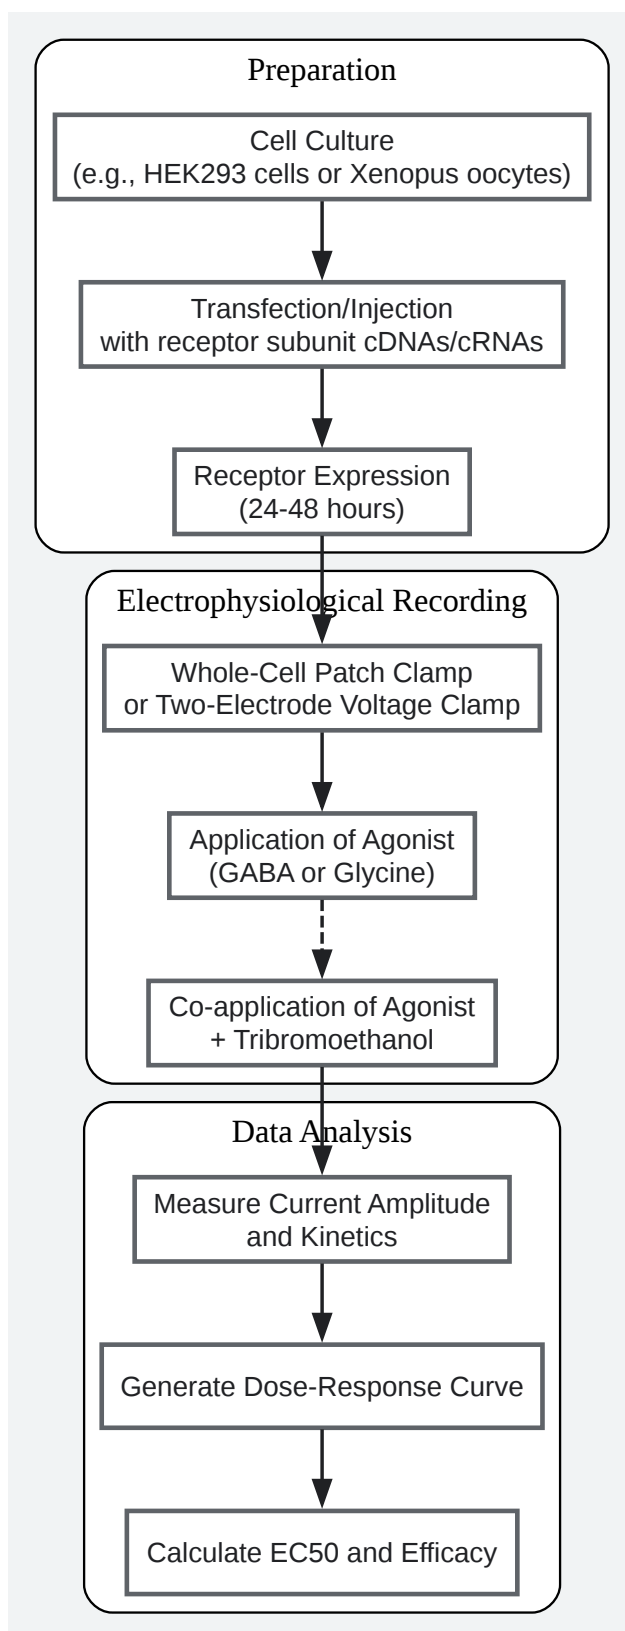 Preparation
Cell Culture
(e.g., HEK293 cells or Xenopus oocytes)
Transfection/Injection
with receptor subunit cDNAs/cRNAs
Receptor Expression
(24-48 hours)
Electrophysiological Recording
Whole-Cell Patch Clamp
or Two-Electrode Voltage Clamp
Application of Agonist
(GABA or Glycine)
Co-application of Agonist
+ Tribromoethanol
Data Analysis
Measure Current Amplitude
and Kinetics
Generate Dose-Response Curve
Calculate EC50 and Efficacy